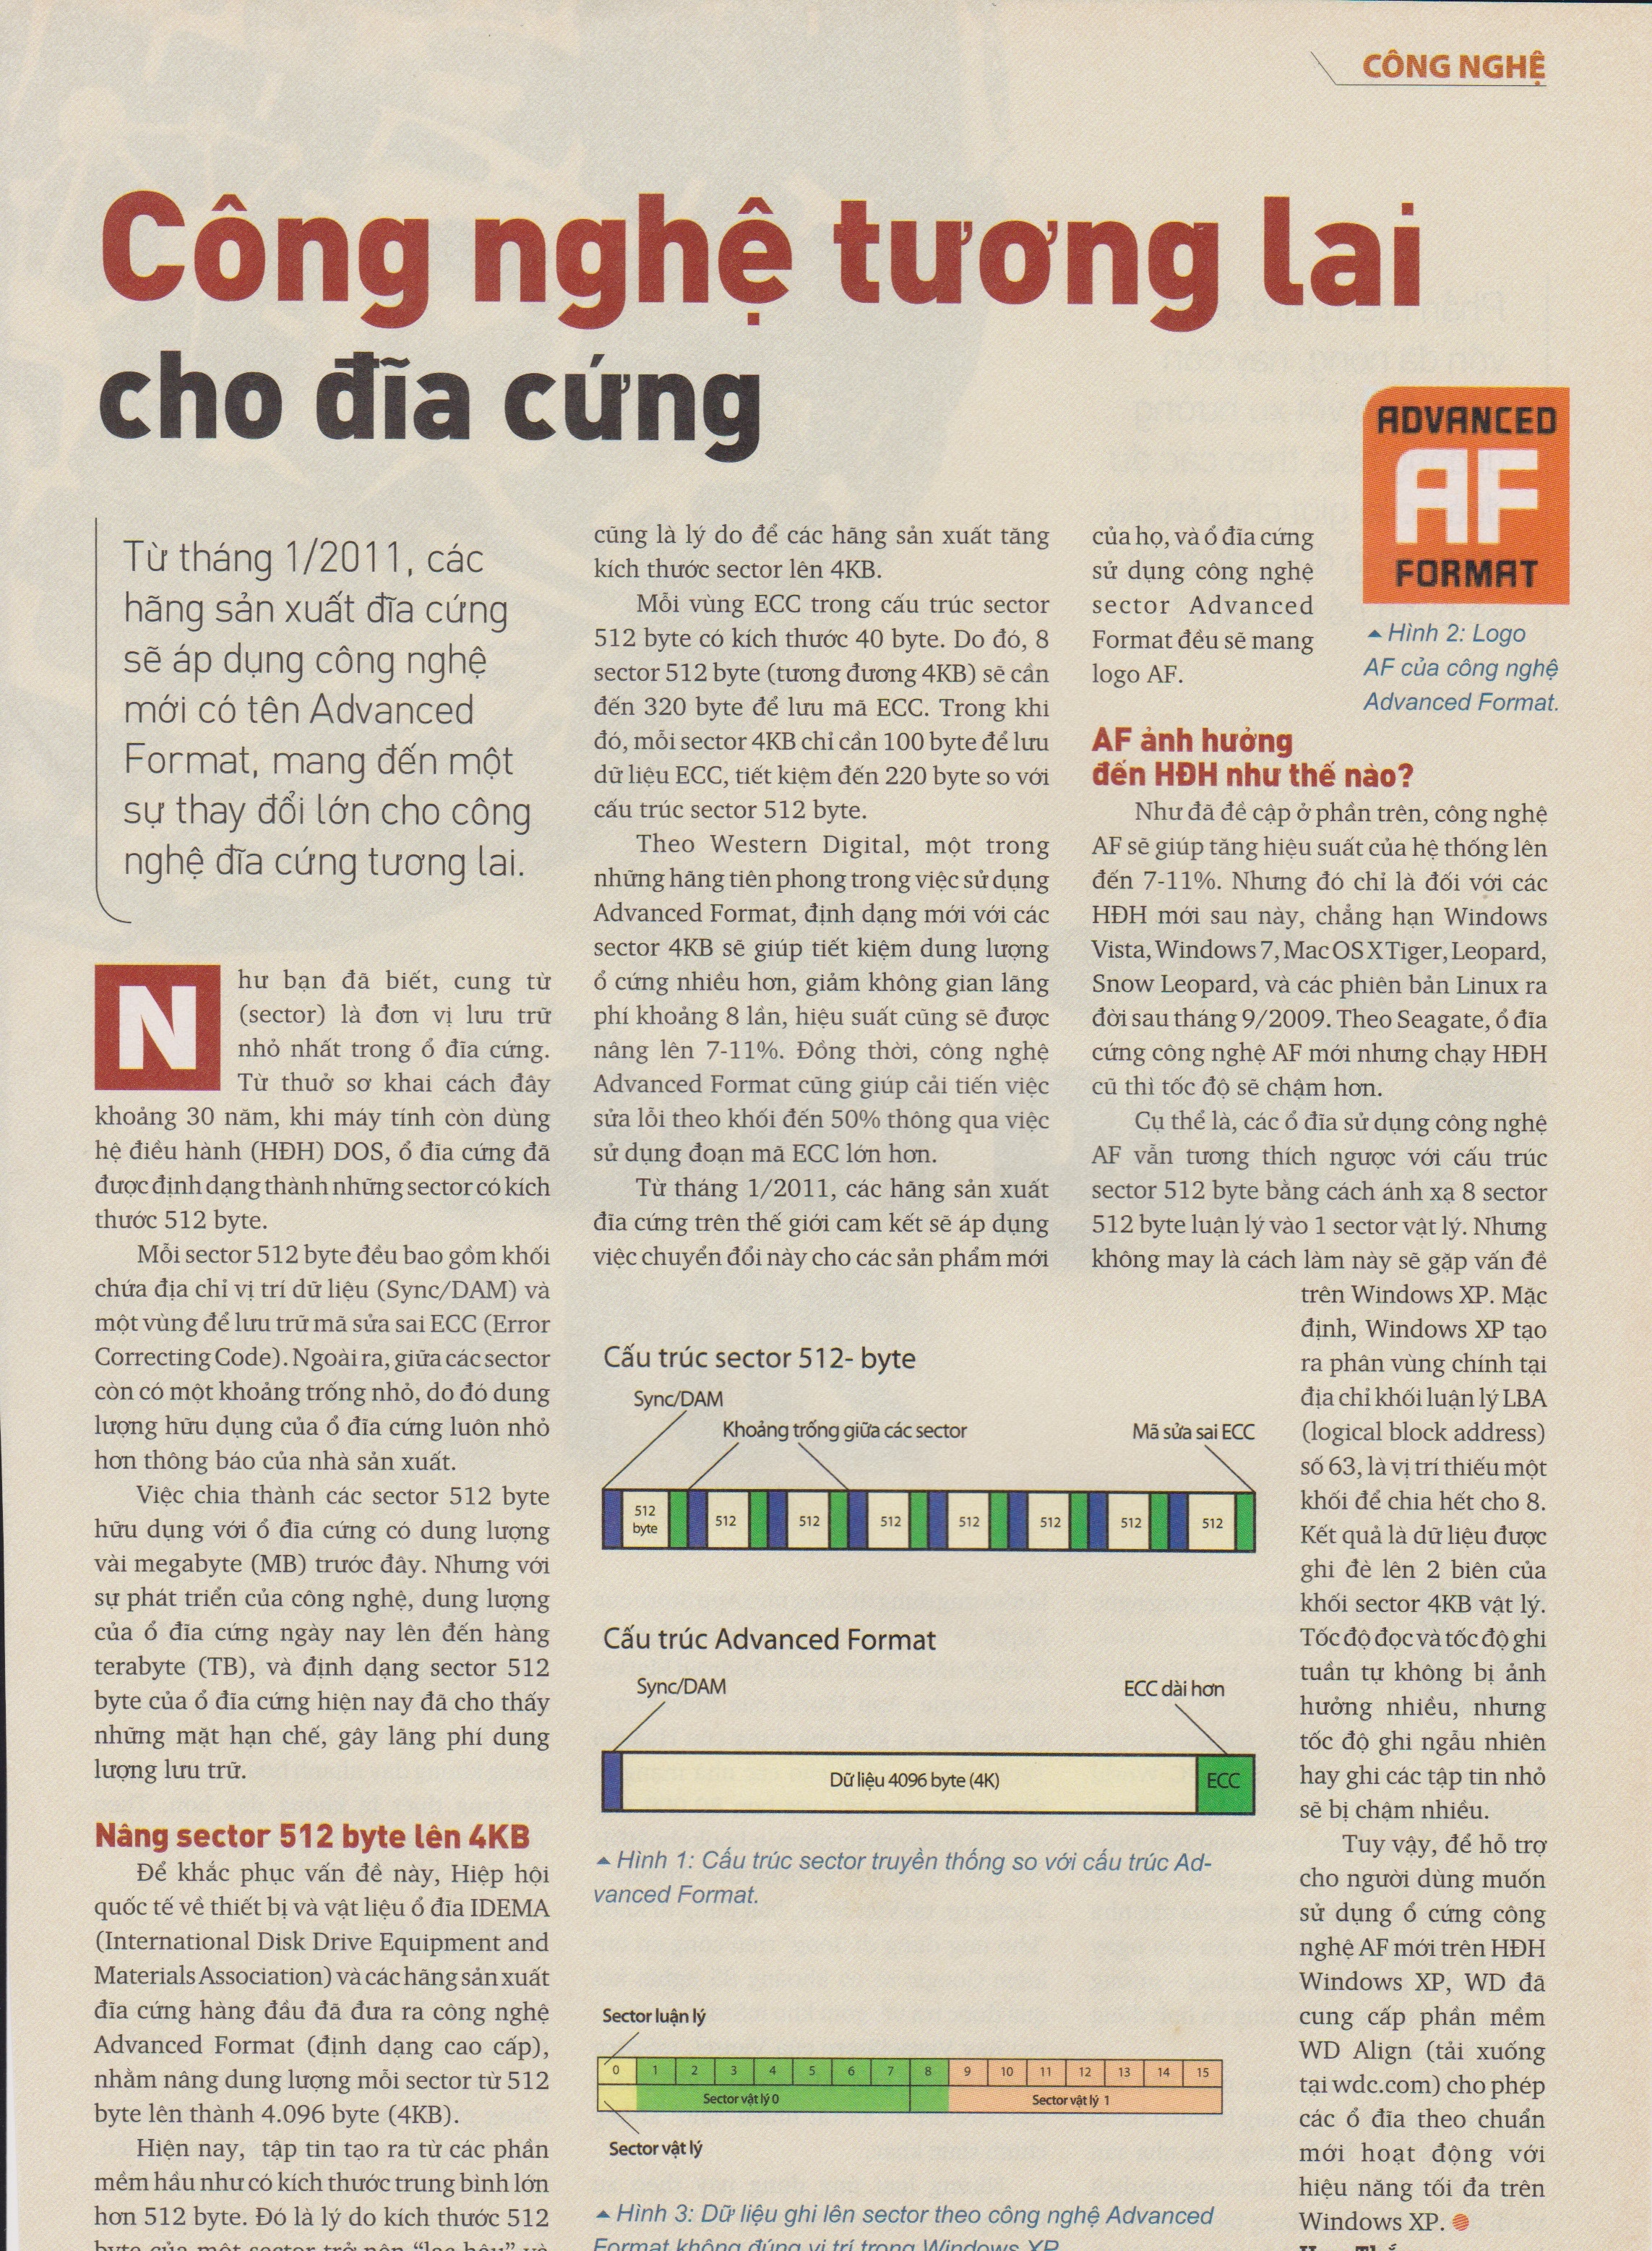 CÔNG NGHỆ
Công nghệ tương lai
cho đĩa cứng
Từ tháng 1/2011, các
hãng sản xuất đĩa cứng
sẽ áp dụng công nghệ
mới có tên Advanced
Format, mang đến một
sự thay đổi lớn cho công
nghệ đĩa cứng tương lai.
Như bạn đã biết, cung từ
(sector) là đơn vị lưu trữ
nhỏ nhất trong ổ đĩa cứng.
Từ thuở sơ khai cách đây
khoảng 30 năm, khi máy tính còn dùng
hệ điều hành (HĐH) DOS, ổ đĩa cứng đã
được định dạng thành những sector có kích
thước 512 byte.
Mỗi sector 512 byte đều bao gồm khối
chứa địa chỉ vị trí dữ liệu (Sync/DAM) và
một vùng để lưu trữ mã sửa sai ECC (Error
Correcting Code). Ngoài ra, giữa các sector
còn có một khoảng trống nhỏ, do đó dung
lượng hữu dụng của ổ đĩa cứng luôn nhỏ
hơn thông báo của nhà sản xuất.
Việc chia thành các sector 512 byte
hữu dụng với ổ đĩa cứng có dung lượng
vài megabyte (MB) trước đây. Nhưng với
sự phát triển của công nghệ, dung lượng
của ổ đĩa cứng ngày nay lên đến hàng
terabyte (TB), và định dạng sector 512
byte của ổ đĩa cứng hiện nay đã cho thấy
những mặt hạn chế, gây lãng phí dung
lượng lưu trữ.
Nâng sector 512 byte lên 4KB
Để khắc phục vấn đề này, Hiệp hội
quốc tế về thiết bị và vật liệu ổ đĩa IDEMA
(International Disk Drive Equipment and
Materials Association) và các hãng sản xuất
đĩa cứng hàng đầu đã đưa ra công nghệ
Advanced Format (định dạng cao cấp),
nhằm nâng dung lượng mỗi sector từ 512
byte lên thành 4.096 byte (4KB).
Hiện nay, tập tin tạo ra từ các phần
mềm hầu như có kích thước trung bình lớn
hơn 512 byte. Đó là lý do kích thước 512
byte của một sector trở nên “lạc hậu” và
cũng là lý do để các hãng sản xuất tăng
kích thước sector lên 4KB.
Mỗi vùng ECC trong cấu trúc sector
512 byte có kích thước 40 byte. Do đó, 8
sector 512 byte (tương đương 4KB) sẽ cần
đến 320 byte để lưu mã ECC. Trong khi
đó, mỗi sector 4KB chỉ cần 100 byte để lưu
dữ liệu ECC, tiết kiệm đến 220 byte so với
cấu trúc sector 512 byte.
Theo Western Digital, một trong
những hãng tiên phong trong việc sử dụng
Advanced Format, định dạng mới với các
sector 4KB sẽ giúp tiết kiệm dung lượng
ổ cứng nhiều hơn, giảm không gian lãng
phí khoảng 8 lần, hiệu suất cũng sẽ được
nâng lên 7-11%. Đồng thời, công nghệ
Advanced Format cũng giúp cải tiến việc
sửa lỗi theo khối đến 50% thông qua việc
sử dụng đoạn mã ECC lớn hơn.
Từ tháng 1/2011, các hãng sản xuất
đĩa cứng trên thế giới cam kết sẽ áp dụng
việc chuyển đổi này cho các sản phẩm mới
của họ, và ổ đĩa cứng
sử dụng công nghệ
sector Advanced
Format đều sẽ mang
logo AF.
ADVANCED
AF
FORMAT
Hình 2: Logo
AF của công nghệ
Advanced Format.
AF ảnh hưởng
đến HĐH như thế nào?
Như đã đề cập ở phần trên, công nghệ
AF sẽ giúp tăng hiệu suất của hệ thống lên
đến 7-11%. Nhưng đó chỉ là đối với các
HĐH mới sau này, chẳng hạn Windows
Vista, Windows 7, Mac OS X Tiger, Leopard,
Snow Leopard, và các phiên bản Linux ra
đời sau tháng 9/2009. Theo Seagate, ổ đĩa
cứng công nghệ AF mới nhưng chạy HĐH
cũ thì tốc độ sẽ chậm hơn.
Cụ thể là, các ổ đĩa sử dụng công nghệ
AF vẫn tương thích ngược với cấu trúc
sector 512 byte bằng cách ánh xạ 8 sector
512 byte luận lý vào 1 sector vật lý. Nhưng
không may là cách làm này sẽ gặp vấn đề
trên Windows XP. Mặc
định, Windows XP tạo
ra phân vùng chính tại
địa chỉ khối luận lý LBA
(logical block address)
số 63, là vị trí thiếu một
khối để chia hết cho 8.
Kết quả là dữ liệu được
ghi đè lên 2 biên của
khối sector 4KB vật lý.
Tốc độ đọc và tốc độ ghi
tuần tự không bị ảnh
hưởng nhiều, nhưng
tốc độ ghi ngẫu nhiên
hay ghi các tập tin nhỏ
sẽ bị chậm nhiều.
Tuy vậy, để hỗ trợ
cho người dùng muốn
sử dụng ổ cứng công
nghệ AF mới trên HĐH
Windows XP, WD đã
cung cấp phần mềm
WD Align (tải xuống
tại wdc.com) cho phép
các ổ đĩa theo chuẩn
mới hoạt động với
hiệu năng tối đa trên
Windows XP.
Cấu trúc sector 512- byte
Sync/DAM
Khoảng trống giữa các sector
Mã sửa sai ECC
512 byte 512 512 512 512 512 512 512
Cấu trúc Advanced Format
Sync/DAM
ECC dài hơn
Dữ liệu 4096 byte (4K)
ECC
Hình 1: Cấu trúc sector truyền thống so với cấu trúc Ad-
vanced Format.
Sector luận lý
0 1 2 3 4 5 6 7 8 9 10 11 12 13 14 15
Sector vật lý 0
Sector vật lý 1
Sector vật lý
Hình 3: Dữ liệu ghi lên sector theo công nghệ Advanced
Format không đúng vị trí trong Windows XP